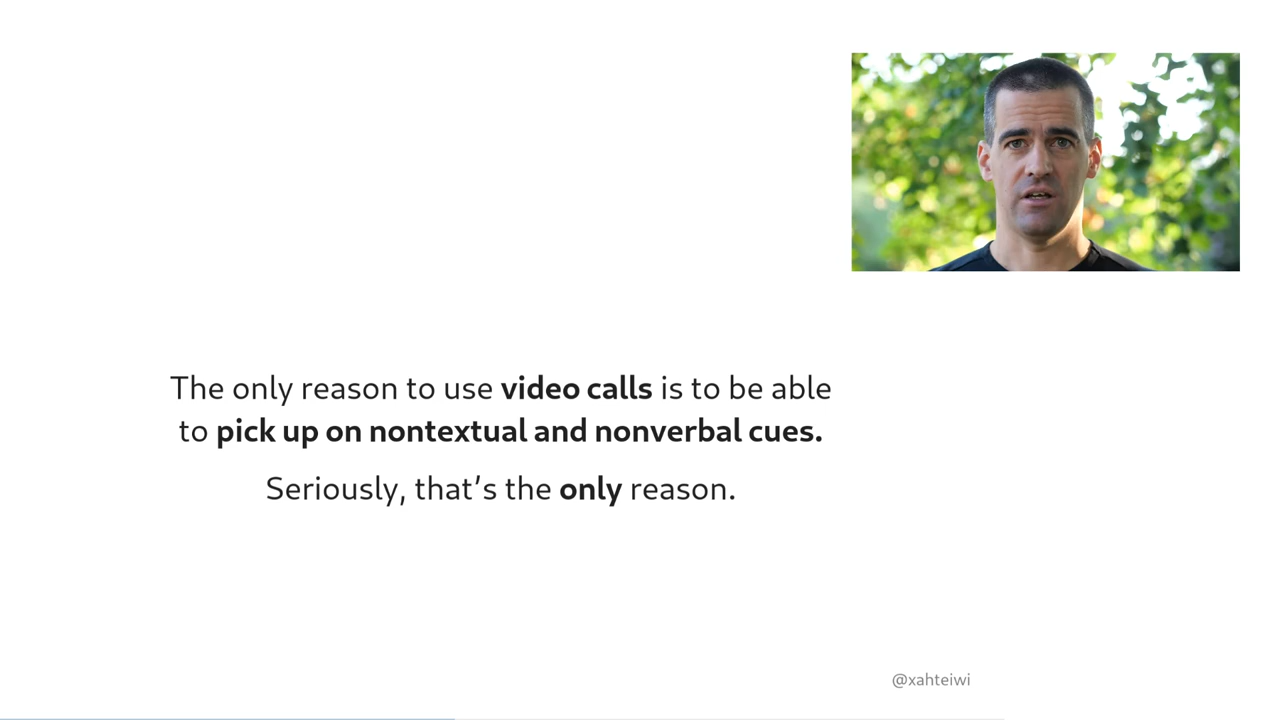 The only reason to use video calls is to be able
to pick up on nontextual and nonverbal cues.
Seriously, that’s the only reason.
@xahteiwi